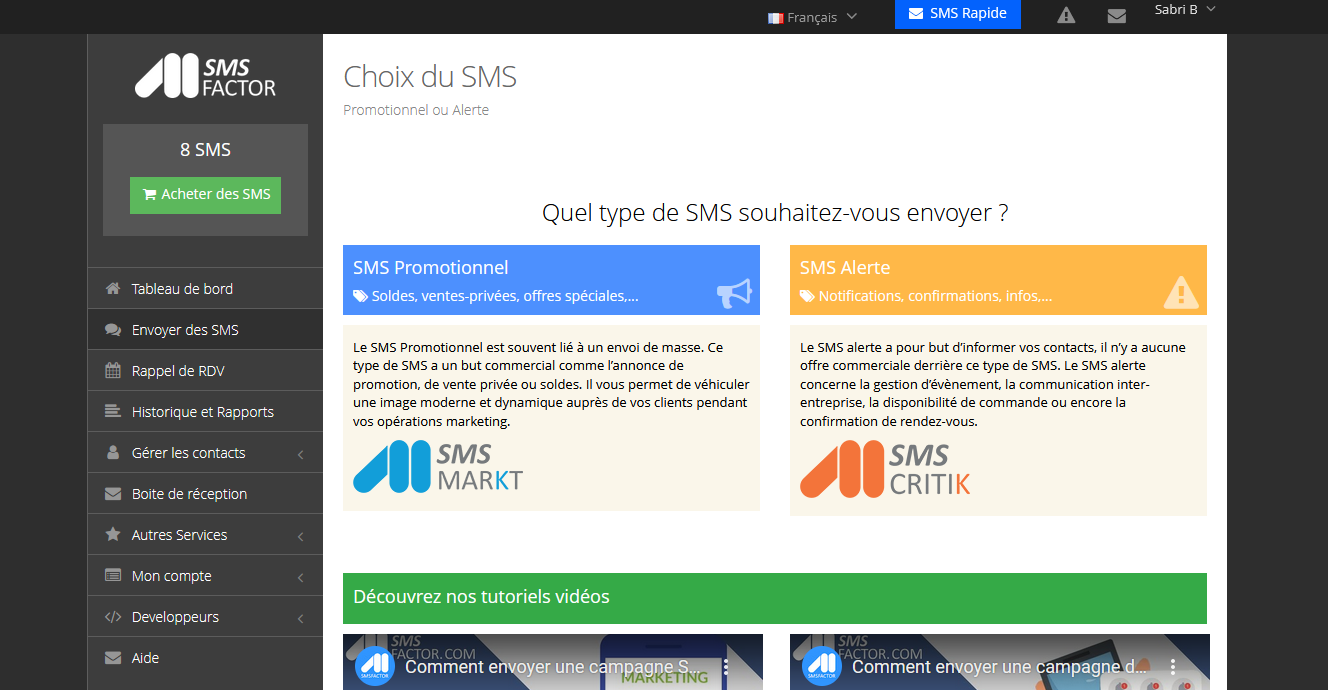 Français
SMS Rapide
Sabri B
SMS
FACTOR
8 SMS
Acheter des SMS
Tableau de bord
Envoyer des SMS
Rappel de RDV
Historique et Rapports
Gérer les contacts
Boite de réception
Autres Services
Mon compte
Developpeurs
Aide
Choix du SMS
Promotionnel ou Alerte
Quel type de SMS souhaitez-vous envoyer ?
SMS Promotionnel
Soldes, ventes-privées, offres spéciales,...
Le SMS Promotionnel est souvent lié à un envoi de masse. Ce
type de SMS a un but commercial comme l’annonce de
promotion, de vente privée ou soldes. Il vous permet de véhiculer
une image moderne et dynamique auprès de vos clients pendant
vos opérations marketing.
SMS
MARKT
SMS Alerte
Notifications, confirmations, infos,...
Le SMS alerte a pour but d’informer vos contacts, il n’y a aucune
offre commerciale derrière ce type de SMS. Le SMS alerte
concerne la gestion d’évènement, la communication inter-
entreprise, la disponibilité de commande ou encore la
confirmation de rendez-vous.
SMS
CRITIK
Découvrez nos tutoriels vidéos
SMS
FACTOR.COM
SMSFACTOR
Comment envoyer une campagne S...
MARKETING
SMS
FACTOR.COM
SMSFACTOR
Comment envoyer une campagne d...